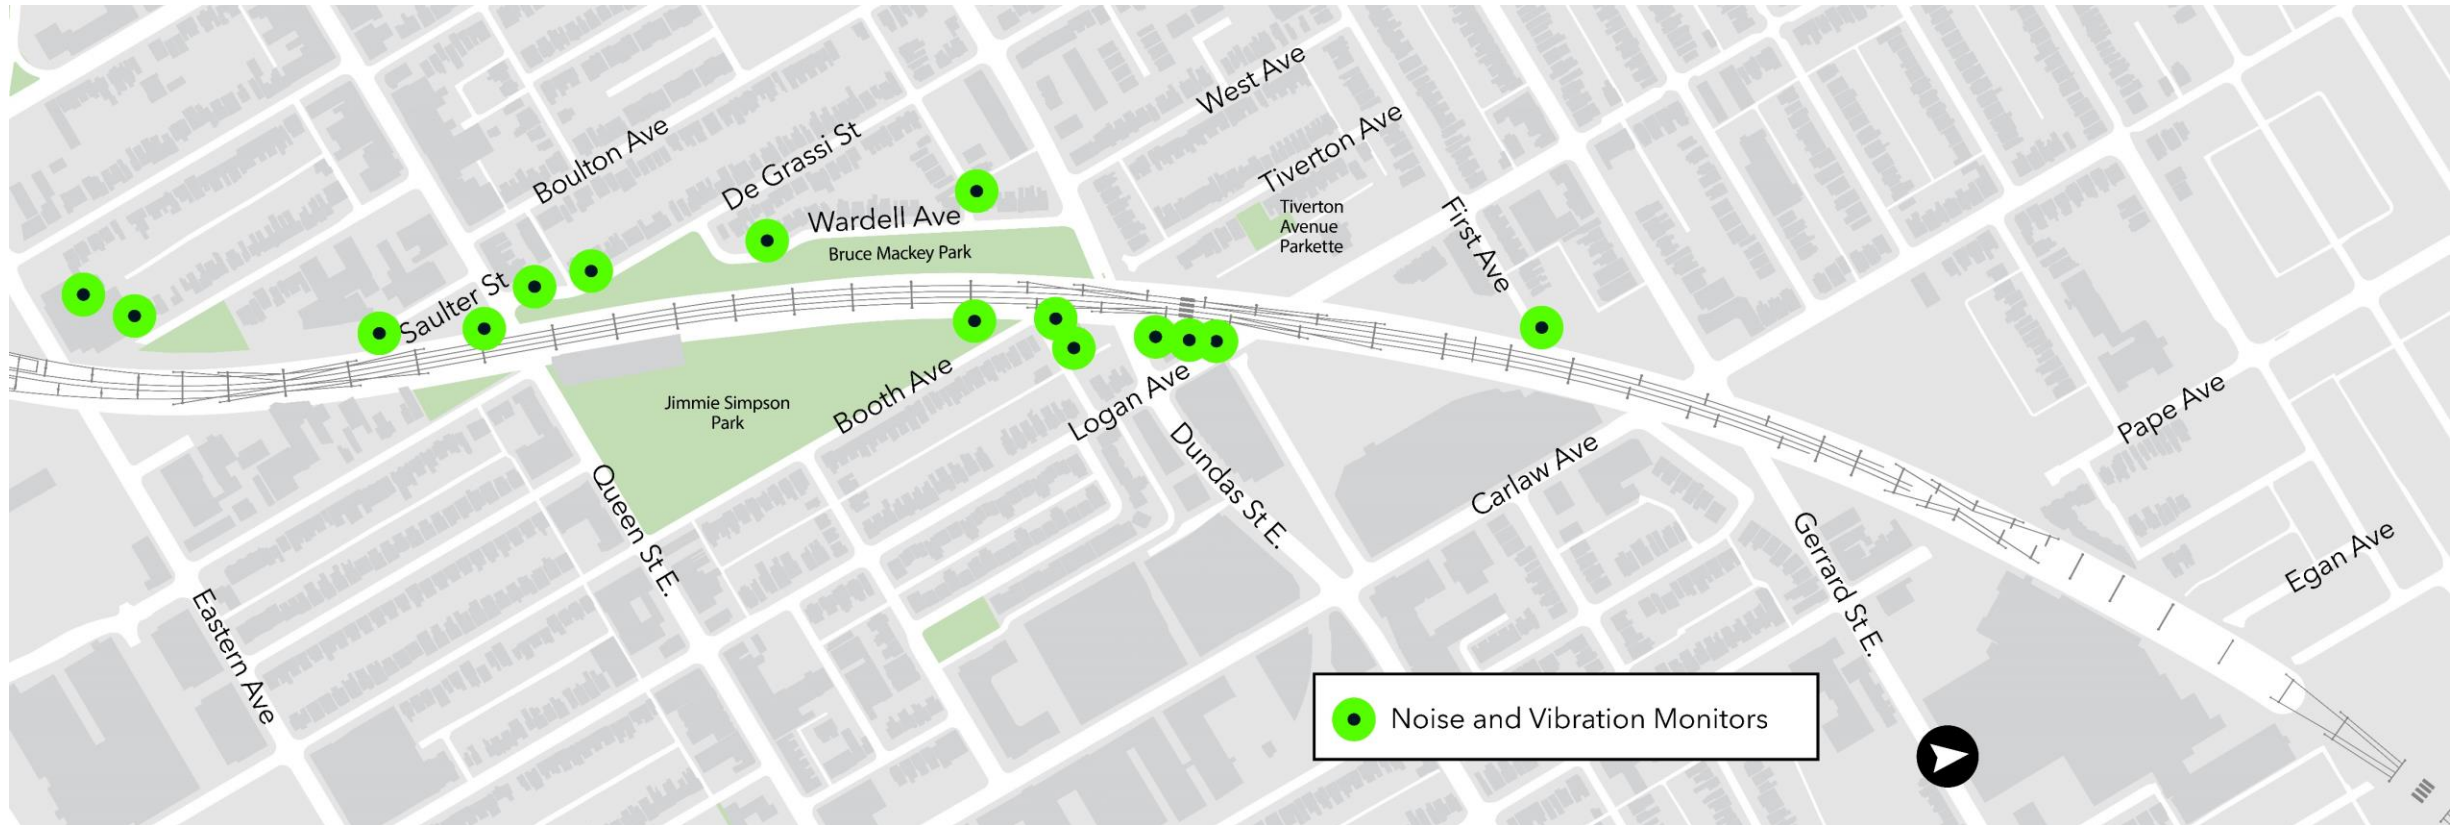 West Ave
Boulton Ave
De Grassi St
Tiverton Ave
Wardell Ave
Tiverton
Avenue
Parkette
First Ave
Bruce Mackey Park
Saulter St
Jimmie Simpson
Park
Booth Ave
Logan Ave
Pape Ave
Dundas St E.
Carlaw Ave
Queen St E.
Gerrard St E.
Egan Ave
Eastern Ave
Noise and Vibration Monitors